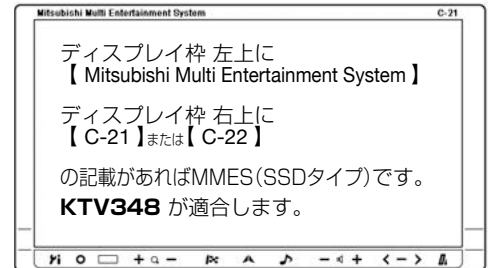 Mitsubishi Multi Entertainment System C-21
ディスプレイ枠 左上に
【 Mitsubishi Multi Entertainment System 】
ディスプレイ枠 右上に
【 C-21 】または【 C-22 】
の記載があればMMES（SSDタイプ）です。
KTV348 が適合します。